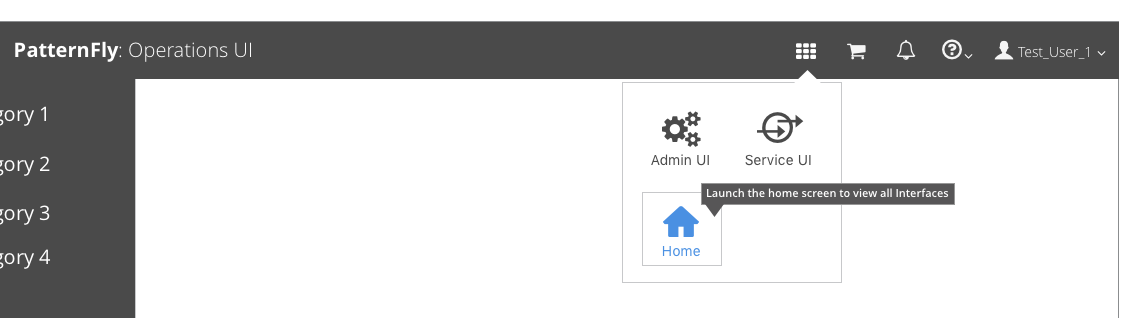 PatternFly: Operations UI
Test_User_1
gory 1
gory 2
gory 3
gory 4
Admin UI
Service UI
Launch the home screen to view all Interfaces
Home